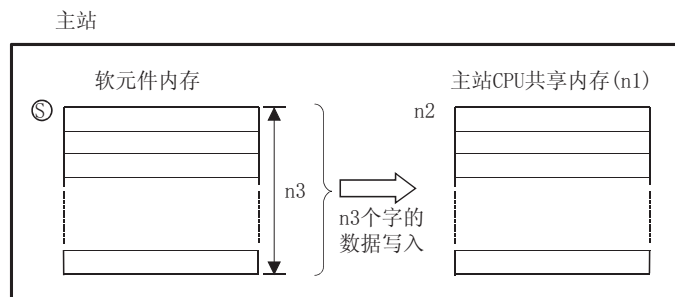 主站
软元件内存
主站CPU共享内存(n1)
Ⓢ
n2
n3
n3个字的
数据写入